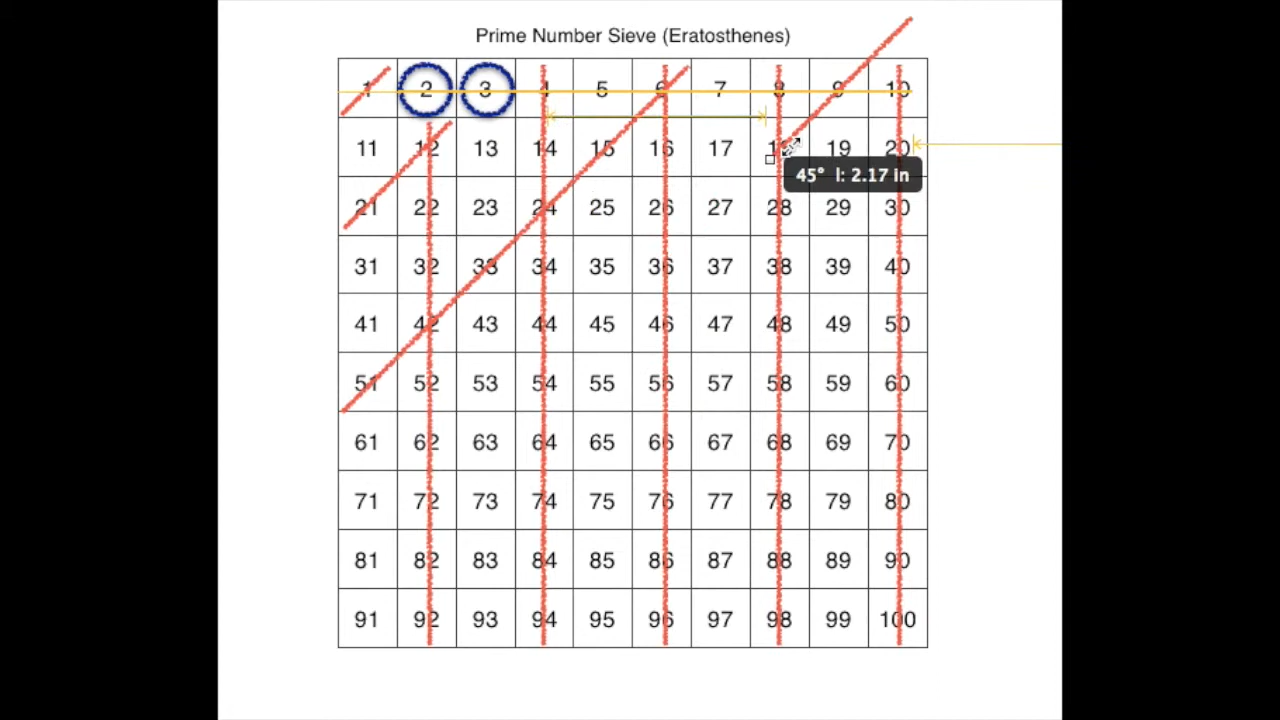 Prime Number Sieve (Eratosthenes)
1 2 3 4 5 6 7 8 9 10
11 12 13 14 15 16 17 18 19 20
45° l: 2.17 in
21 22 23 24 25 26 27 28 29 30
31 32 33 34 35 36 37 38 39 40
41 42 43 44 45 46 47 48 49 50
51 52 53 54 55 56 57 58 59 60
61 62 63 64 65 66 67 68 69 70
71 72 73 74 75 76 77 78 79 80
81 82 83 84 85 86 87 88 89 90
91 92 93 94 95 96 97 98 99 100